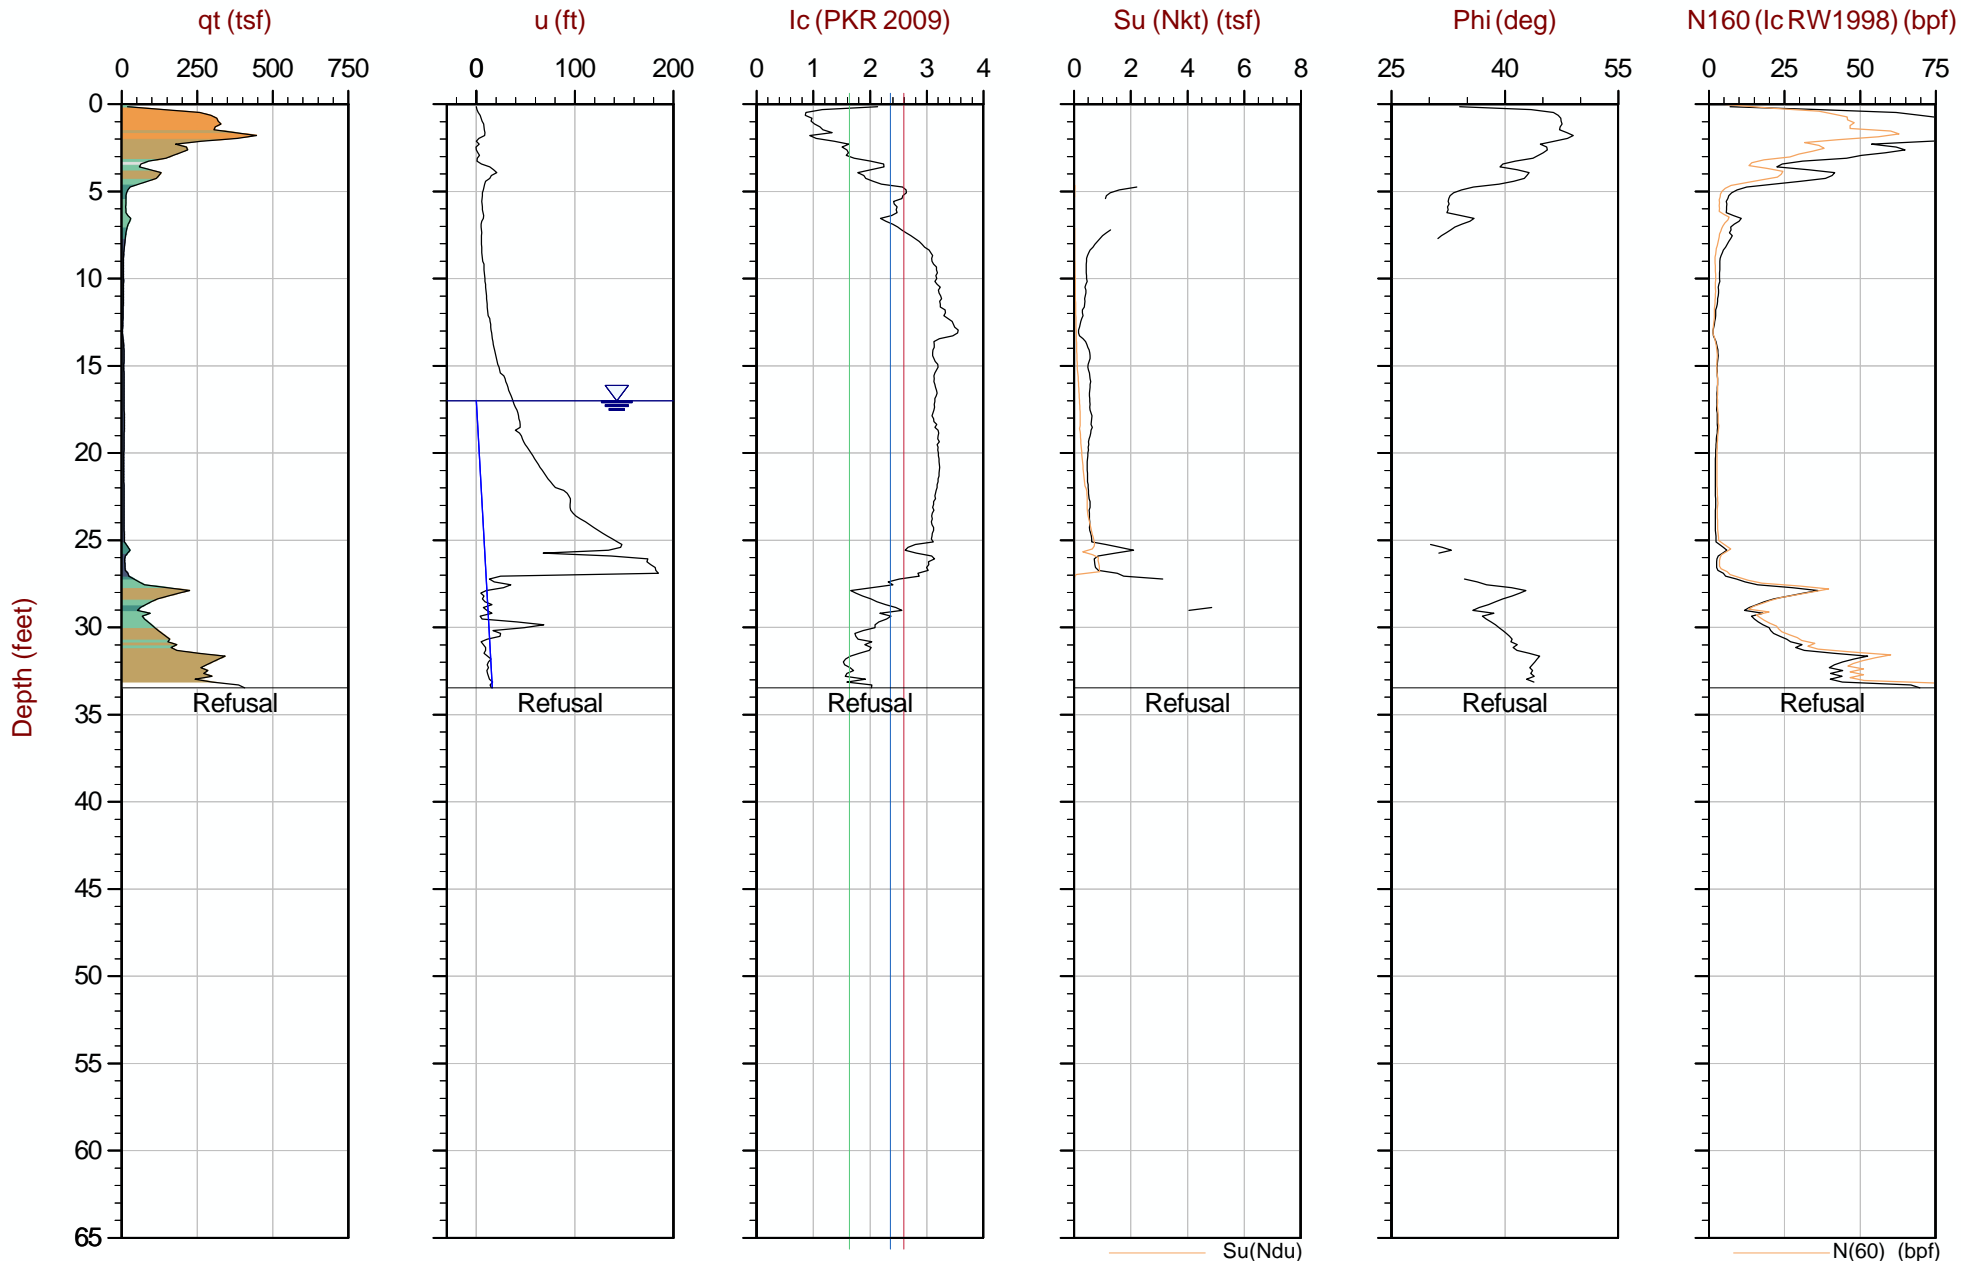 qt (tsf) u (ft) Ic (PKR 2009) Su (Nkt) (tsf) Phi (deg) N160 (Ic RW1998) (bpf)
0 250 500 750 0 100 200 0 1 2 3 4 0 2 4 6 8 25 40 55 0 25 50 75
0
5
10
15
20
25
30
Depth (feet)
Refusal Refusal Refusal Refusal Refusal Refusal
35
40
45
50
55
60
65
Su(Ndu) N(60) (bpf)